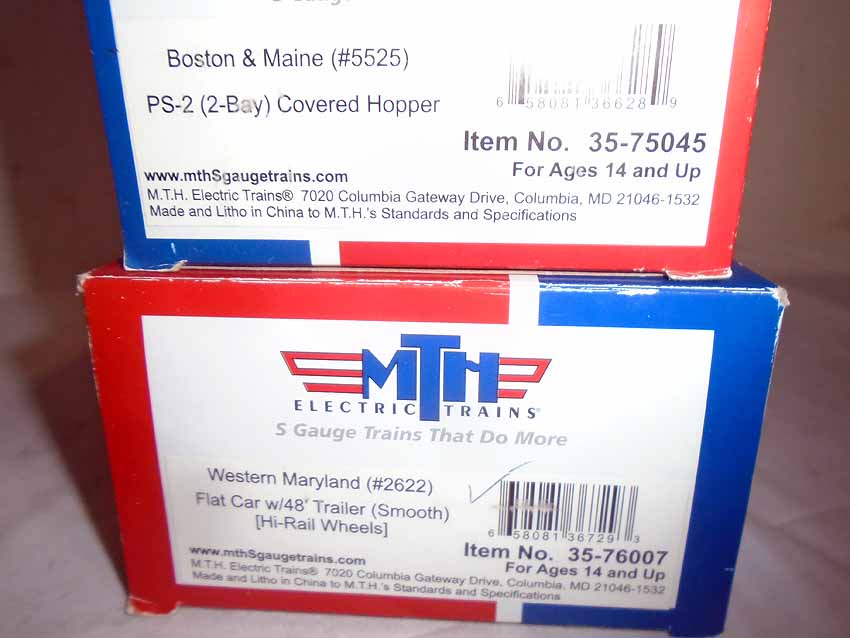 S Gauge
Boston & Maine (#5525)
PS-2 (2-Bay) Covered Hopper
6 58081 36628 9
Item No. 35-75045
For Ages 14 and Up
www.mthSgaugetrains.com
M.T.H. Electric Trains® 7020 Columbia Gateway Drive, Columbia, MD 21046-1532
Made and Litho in China to M.T.H.'s Standards and Specifications
MTH
ELECTRIC TRAINS®
S Gauge Trains That Do More
Western Maryland (#2622)
Flat Car w/48' Trailer (Smooth)
[Hi-Rail Wheels]
6 58081 36729 3
Item No. 35-76007
For Ages 14 and Up
www.mthSgaugetrains.com
M.T.H. Electric Trains® 7020 Columbia Gateway Drive, Columbia, MD 21046-1532
Made and Litho in China to M.T.H.'s Standards and Specifications